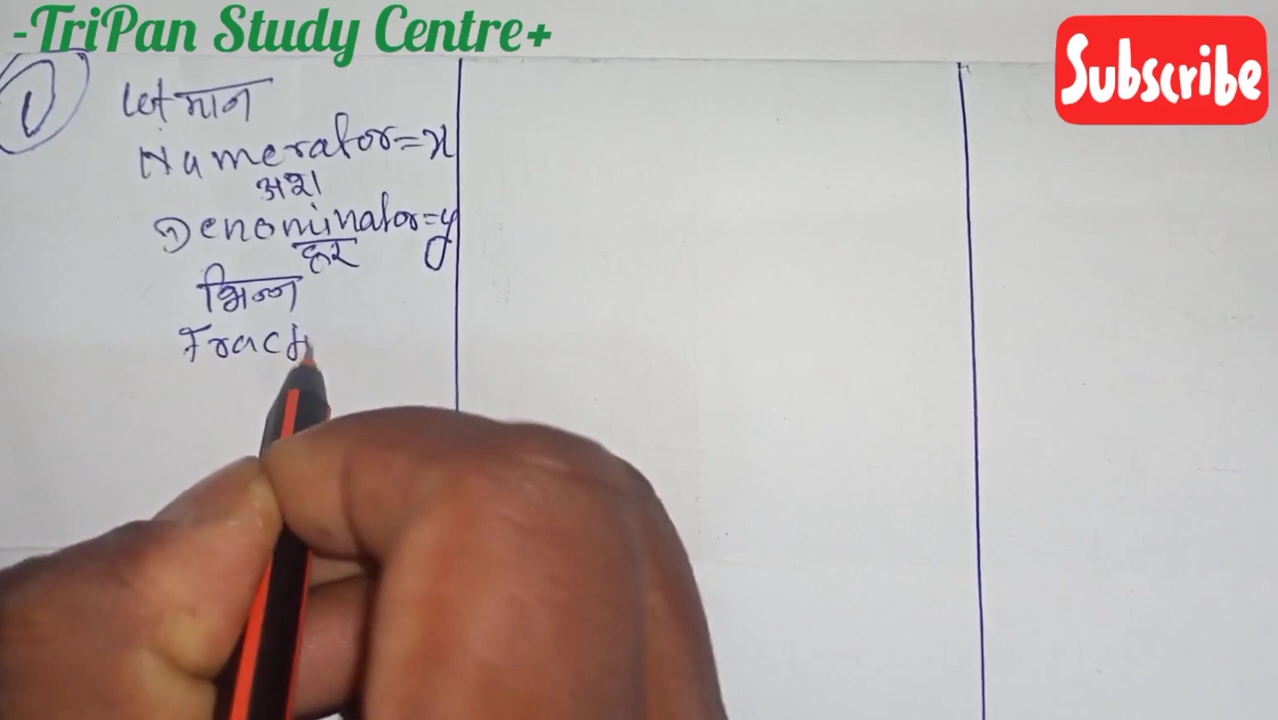 -TriPan Study Centre+
Subscribe
1
Let मान
Numerator=x
अंश
Denominator=y
हर
भिन्न
Fract